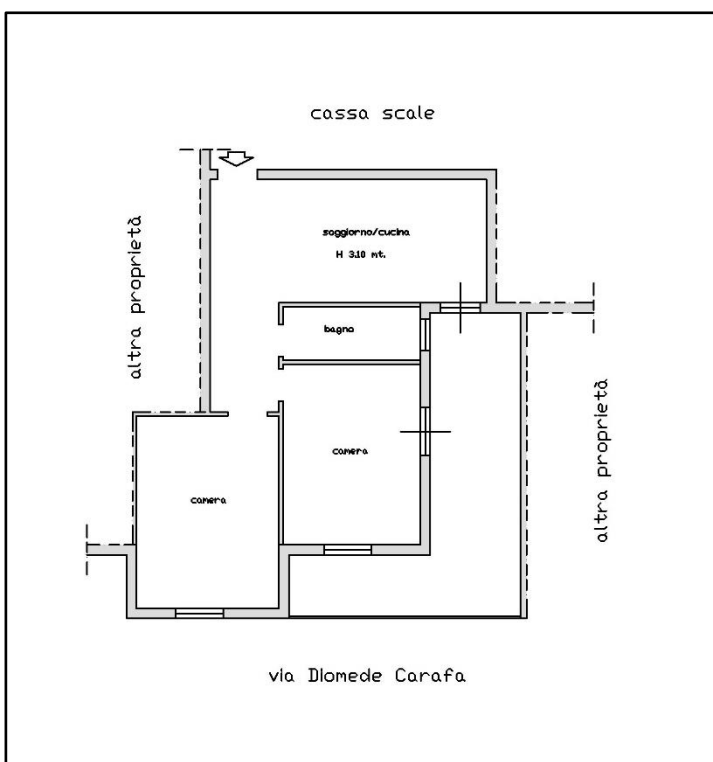 cassa scale
soggiorno/cucina
H 3.10 mt.
altra proprietà
bagno
camera
altra proprietà
camera
via Diomede Carafa